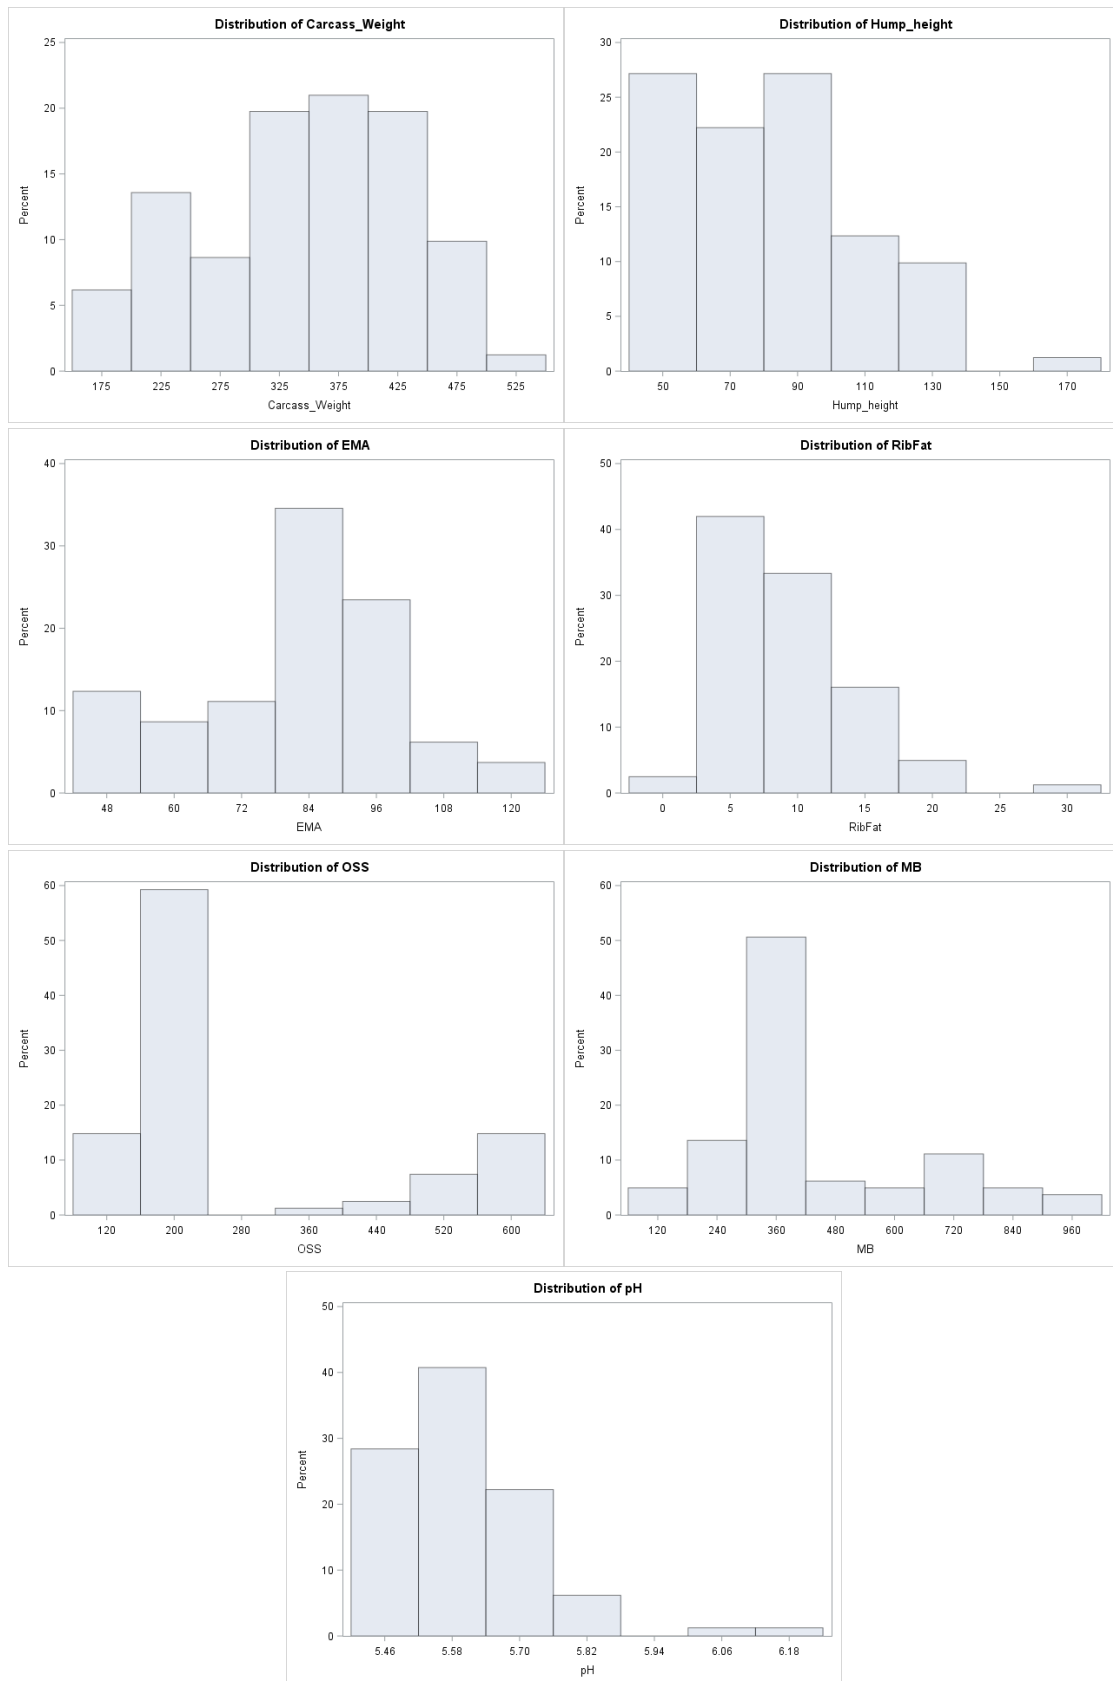 Distribution of Carcass_Weight
25
20
15
10
5
0
Percent
175 225 275 325 375 425 475 525
Carcass_Weight
Distribution of Hump_height
30
25
20
15
10
5
0
Percent
50 70 90 110 130 150 170
Hump_height
Distribution of EMA
40
30
20
10
0
Percent
48 60 72 84 96 108 120
EMA
Distribution of RibFat
50
40
30
20
10
0
Percent
0 5 10 15 20 25 30
RibFat
Distribution of OSS
60
50
40
30
20
10
0
Percent
120 200 280 360 440 520 600
OSS
Distribution of MB
60
50
40
30
20
10
0
Percent
120 240 360 480 600 720 840 960
MB
Distribution of pH
50
40
30
20
10
0
Percent
5.46 5.58 5.70 5.82 5.94 6.06 6.18
pH